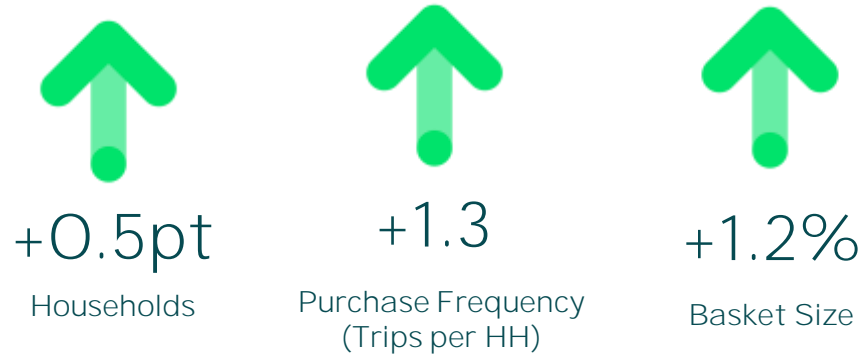 +0.5pt
Households
+1.3
Purchase Frequency
(Trips per HH)
+1.2%
Basket Size